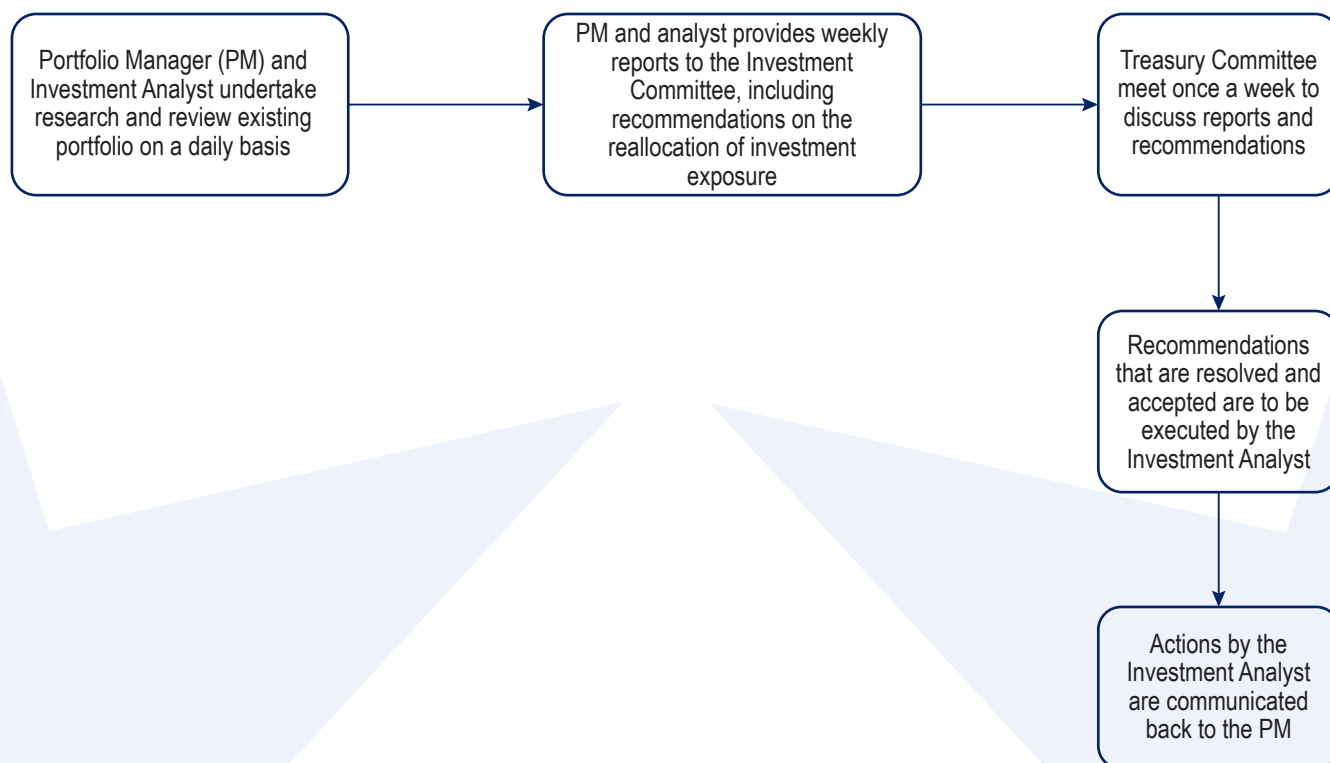 Portfolio Manager (PM) and
Investment Analyst undertake
research and review existing
portfolio on a daily basis
PM and analyst provides weekly
reports to the Investment
Committee, including
recommendations on the
reallocation of investment
exposure
Treasury Committee
meet once a week to
discuss reports and
recommendations
Recommendations
that are resolved and
accepted are to be
executed by the
Investment Analyst
Actions by the
Investment Analyst
are communicated
back to the PM